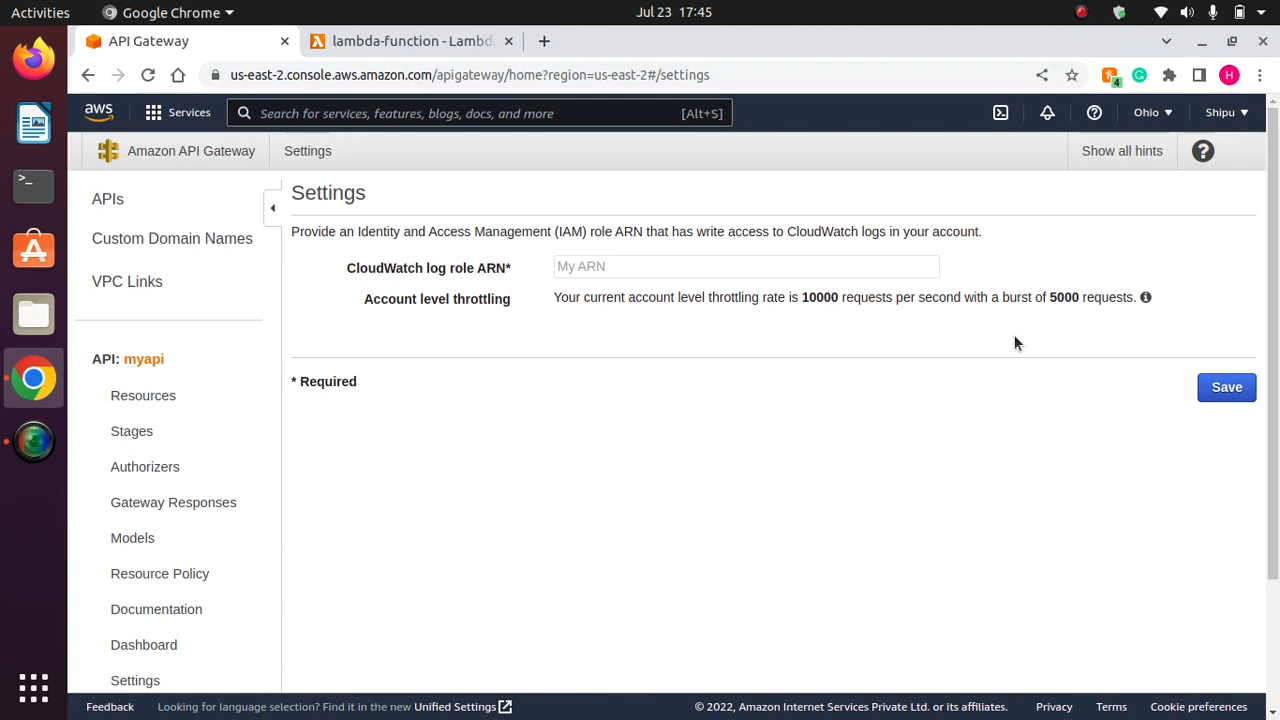 Activities
Google Chrome
Jul 23 17:45
API Gateway
lambda-function - Lambd
us-east-2.console.aws.amazon.com/apigateway/home?region=us-east-2#/settings
4
H
aws
Services
Search for services, features, blogs, docs, and more
[Alt+S]
Ohio
Shipu
Amazon API Gateway
Settings
Show all hints
?
APIs
Custom Domain Names
VPC Links
API: myapi
Resources
Stages
Authorizers
Gateway Responses
Models
Resource Policy
Documentation
Dashboard
Settings
Settings
Provide an Identity and Access Management (IAM) role ARN that has write access to CloudWatch logs in your account.
CloudWatch log role ARN*
My ARN
Account level throttling
Your current account level throttling rate is 10000 requests per second with a burst of 5000 requests.
* Required
Save
Feedback
Looking for language selection? Find it in the new Unified Settings
© 2022, Amazon Internet Services Private Ltd. or its affiliates.
Privacy
Terms
Cookie preferences